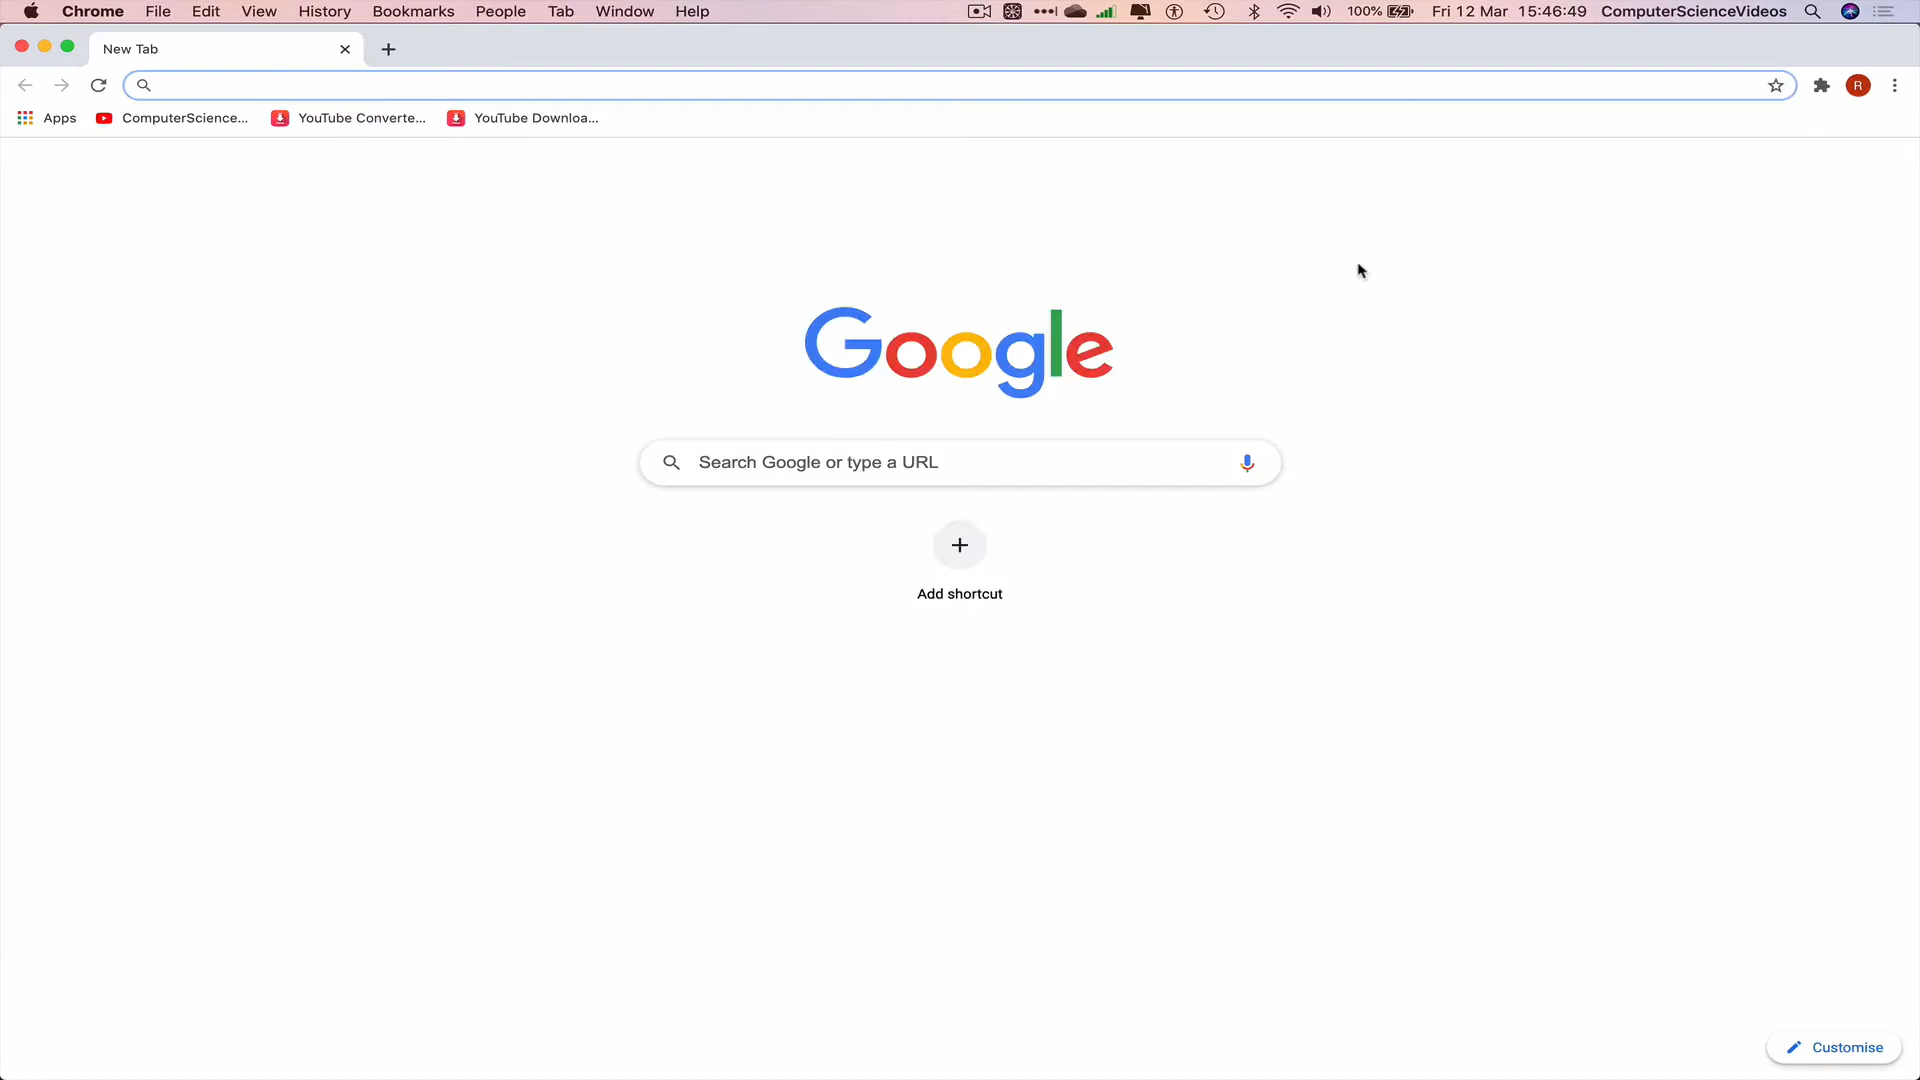 Chrome File Edit View History Bookmarks People Tab Window Help 100% Fri 12 Mar 15:46:49 ComputerScienceVideos
New Tab
R
Apps ComputerScience... YouTube Converte... YouTube Downloa...
Google
Search Google or type a URL
Add shortcut
Customise